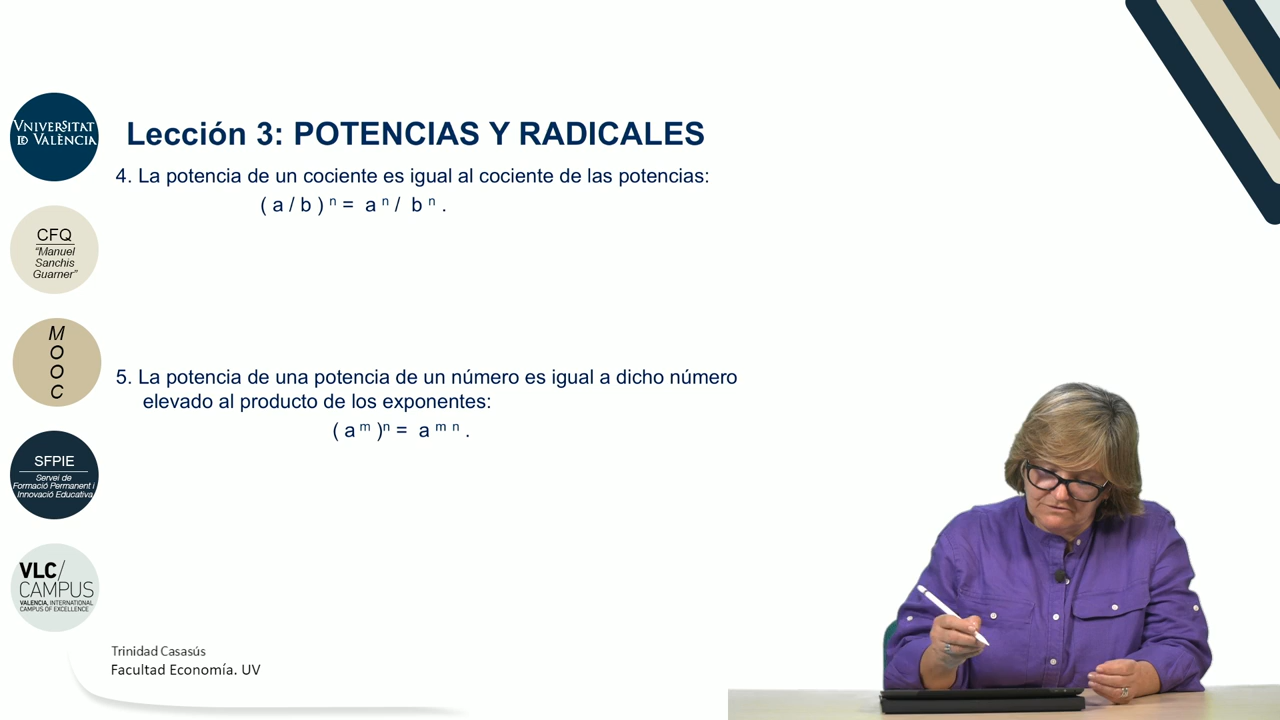 VNIVERSITAT
ID VALÈNCIA
CFQ
“Manuel
Sanchis
Guarner”
M
O
O
C
SFPIE
Servei de
Formació Permanent i
Innovació Educativa
VLC/
CAMPUS
VALENCIA, INTERNATIONAL
CAMPUS OF EXCELLENCE
Lección 3: POTENCIAS Y RADICALES
4. La potencia de un cociente es igual al cociente de las potencias:
( a / b ) ⁿ = a ⁿ / b ⁿ .
5. La potencia de una potencia de un número es igual a dicho número
elevado al producto de los exponentes:
( a ᵐ )ⁿ = a ᵐ ⁿ .
Trinidad Casasús
Facultad Economía. UV